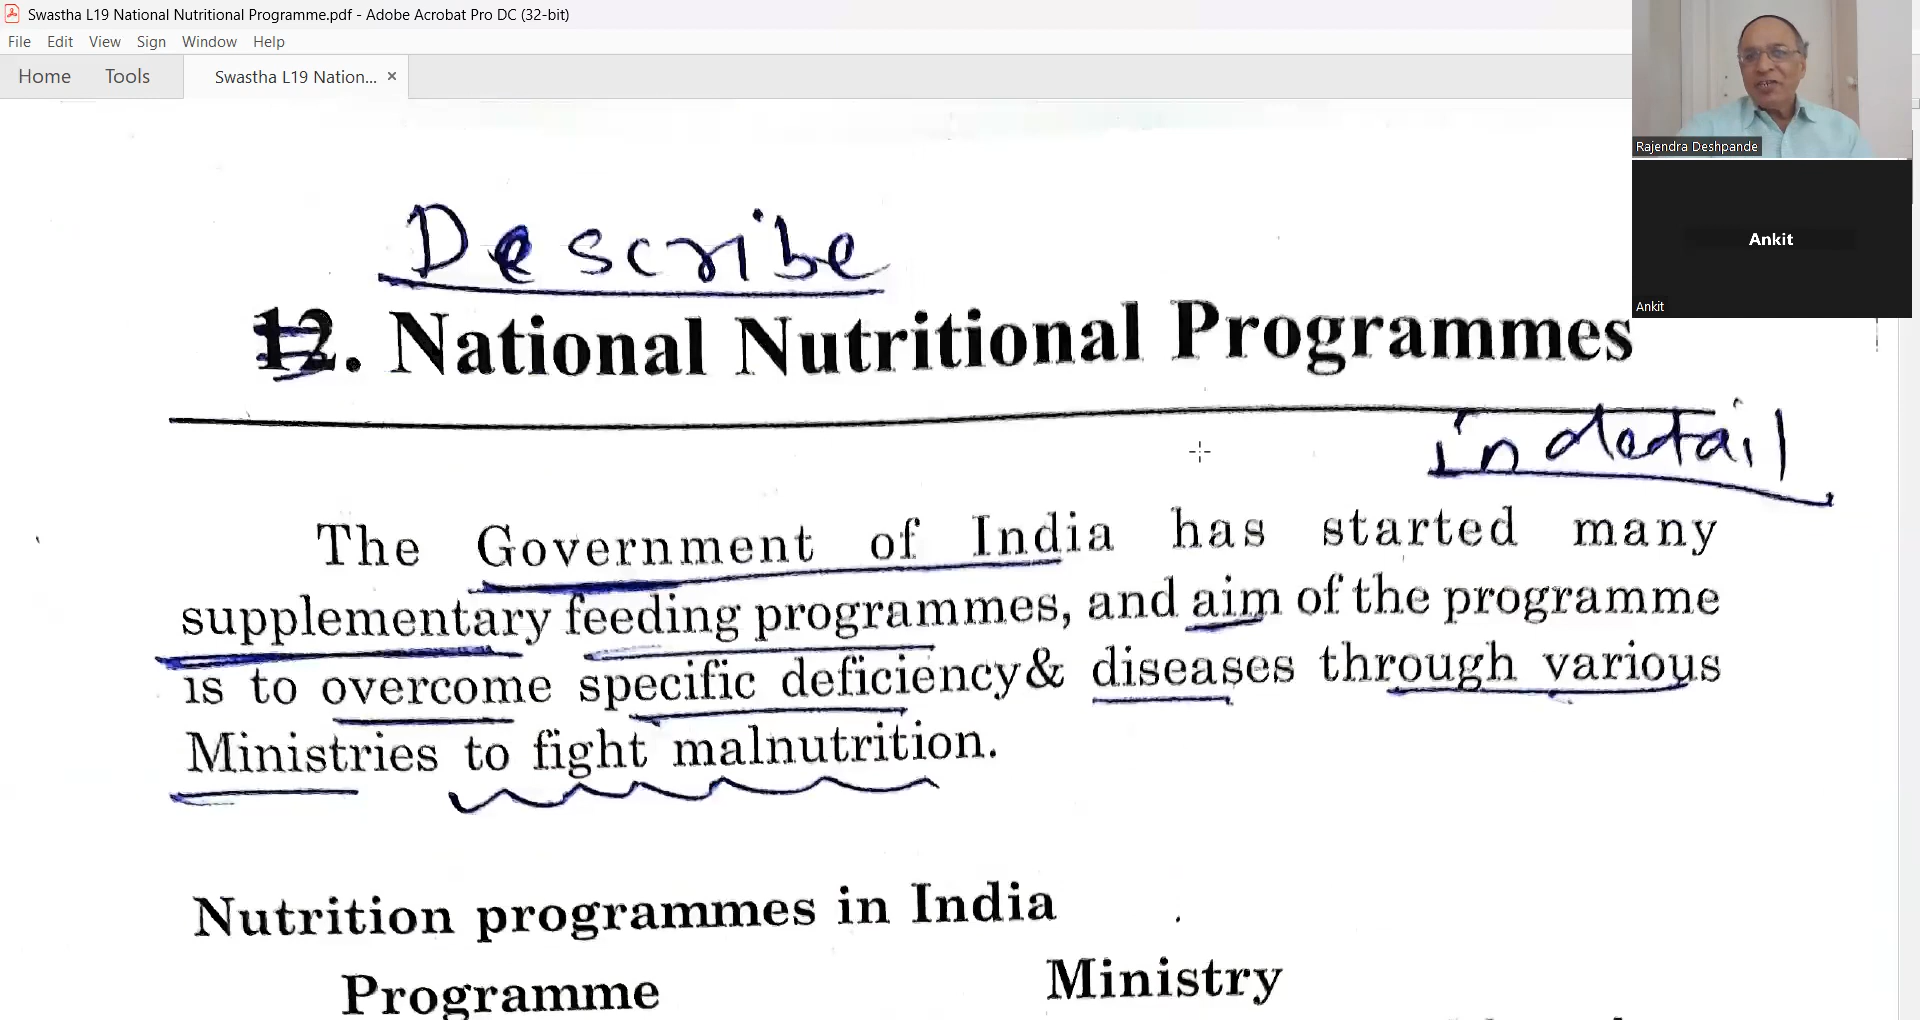 Swastha L19 National Nutritional Programme.pdf - Adobe Acrobat Pro DC (32-bit)
File Edit View Sign Window Help
Home Tools Swastha L19 Nation... ×
Rajendra Deshpande
Ankit
Ankit
Describe
12. National Nutritional Programmes
in detail
The Government of India has started many
supplementary feeding programmes, and aim of the programme
is to overcome specific deficiency& diseases through various
Ministries to fight malnutrition.
Nutrition programmes in India
Programme Ministry